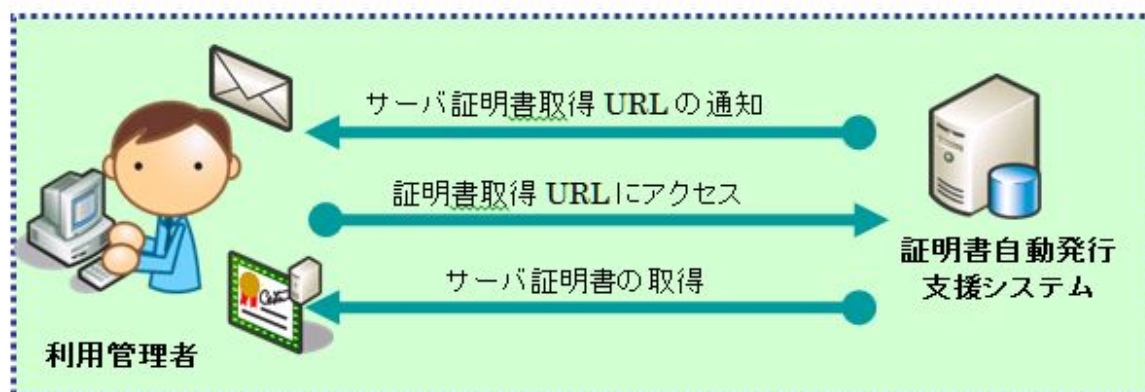 サーバ証明書取得 URL の通知
証明書取得 URL にアクセス
サーバ証明書の取得
証明書自動発行
支援システム
利用管理者